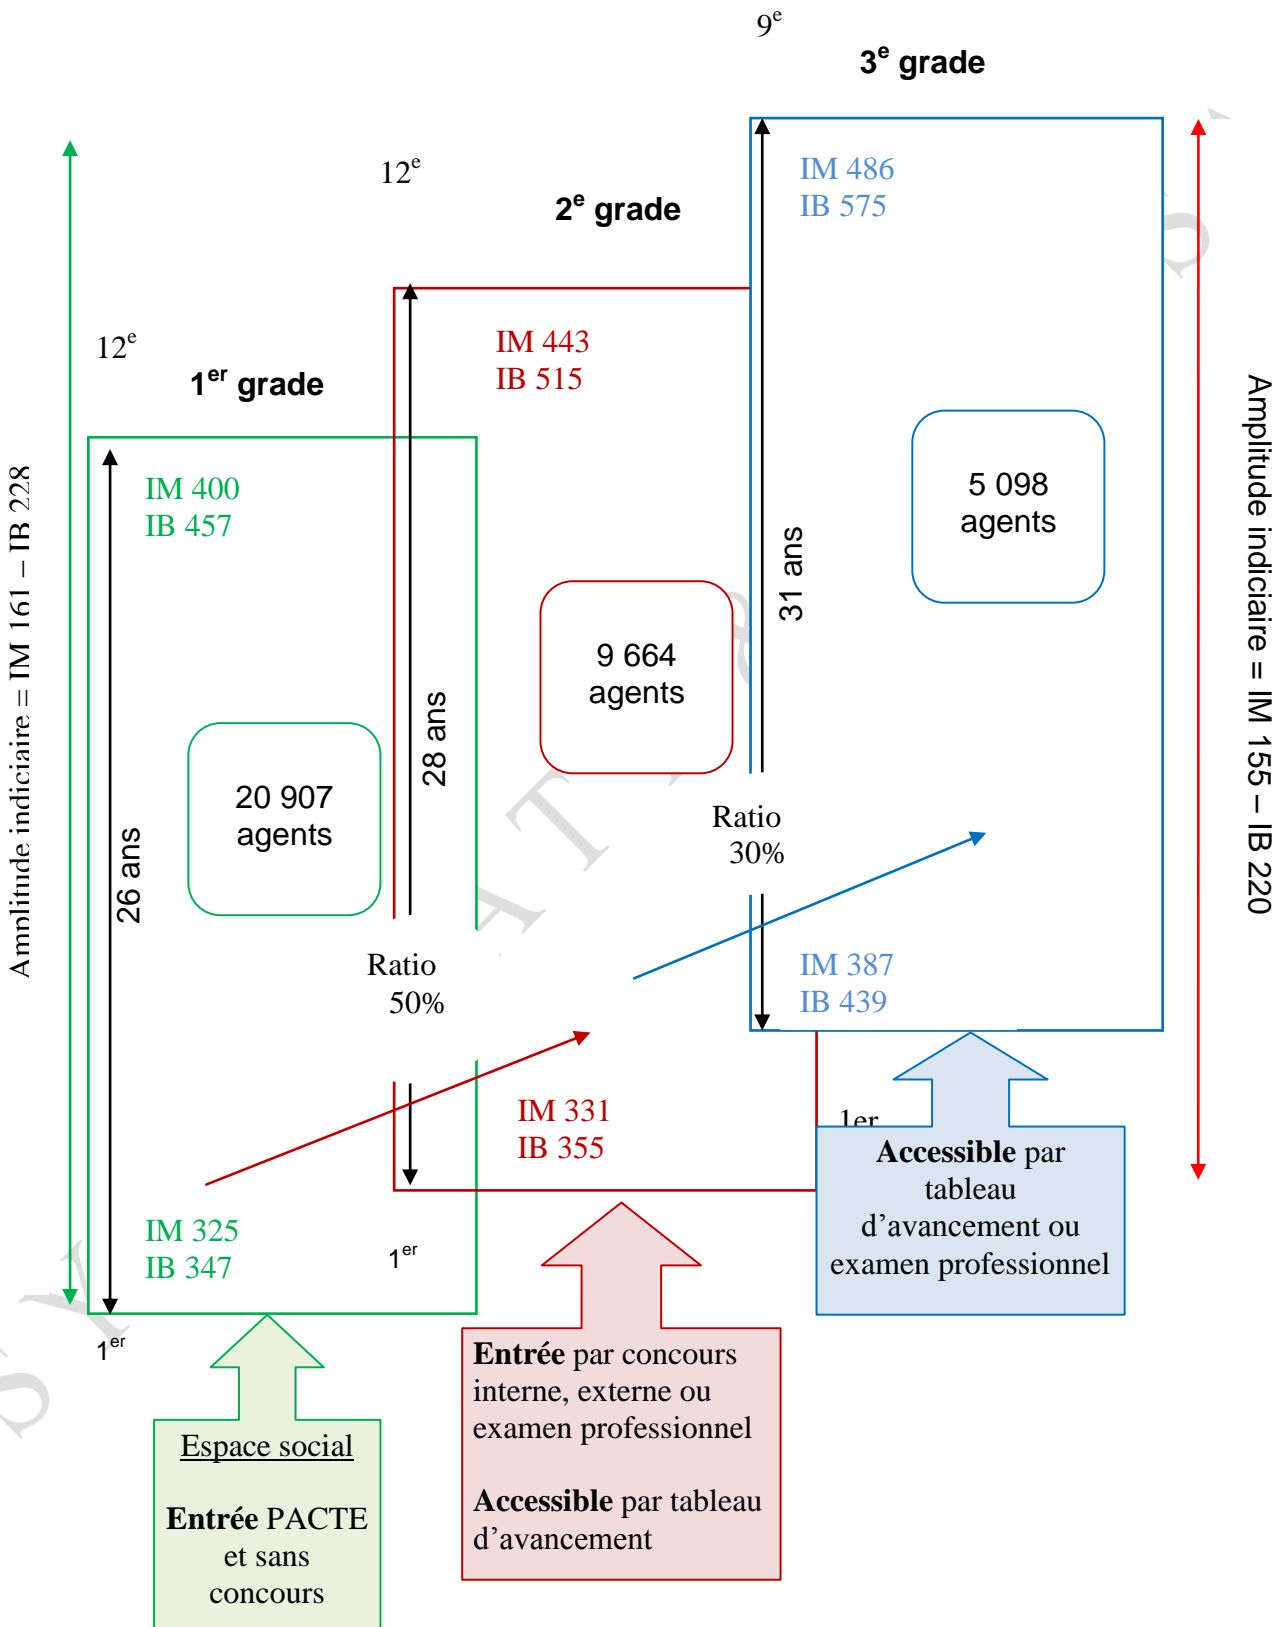 9e
3e grade
12e
2e grade
12e
1er grade
IM 486
IB 575
IM 443
IB 515
IM 400
IB 457
5 098
agents
9 664
agents
20 907
agents
31 ans
28 ans
26 ans
Amplitude indiciaire = IM 161 – IB 228
Amplitude indiciaire = IM 155 – IB 220
Ratio
30%
Ratio
50%
IM 387
IB 439
IM 331
IB 355
IM 325
IB 347
1er
1er
1er
Accessible par
tableau
d’avancement ou
examen professionnel
Entrée par concours
interne, externe ou
examen professionnel
Accessible par tableau
d’avancement
Espace social
Entrée PACTE
et sans
concours